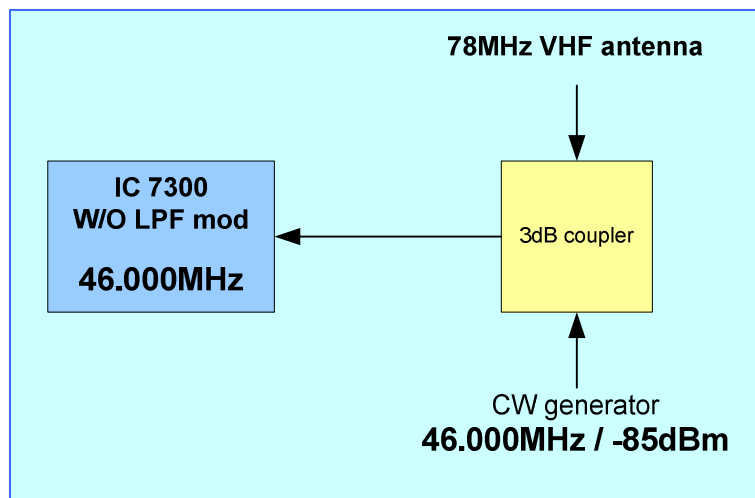 78MHz VHF antenna
IC 7300
W/O LPF mod
46.000MHz
3dB coupler
CW generator
46.000MHz / -85dBm